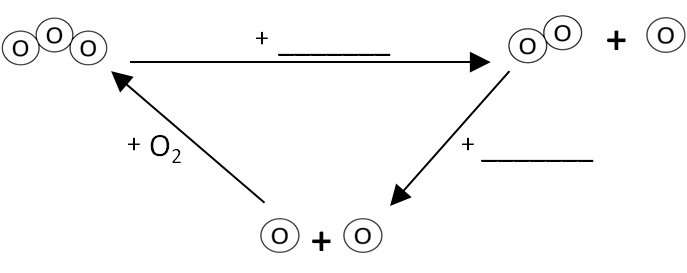 + ________
O O O
O O + O
+ O₂
+ ________
O + O